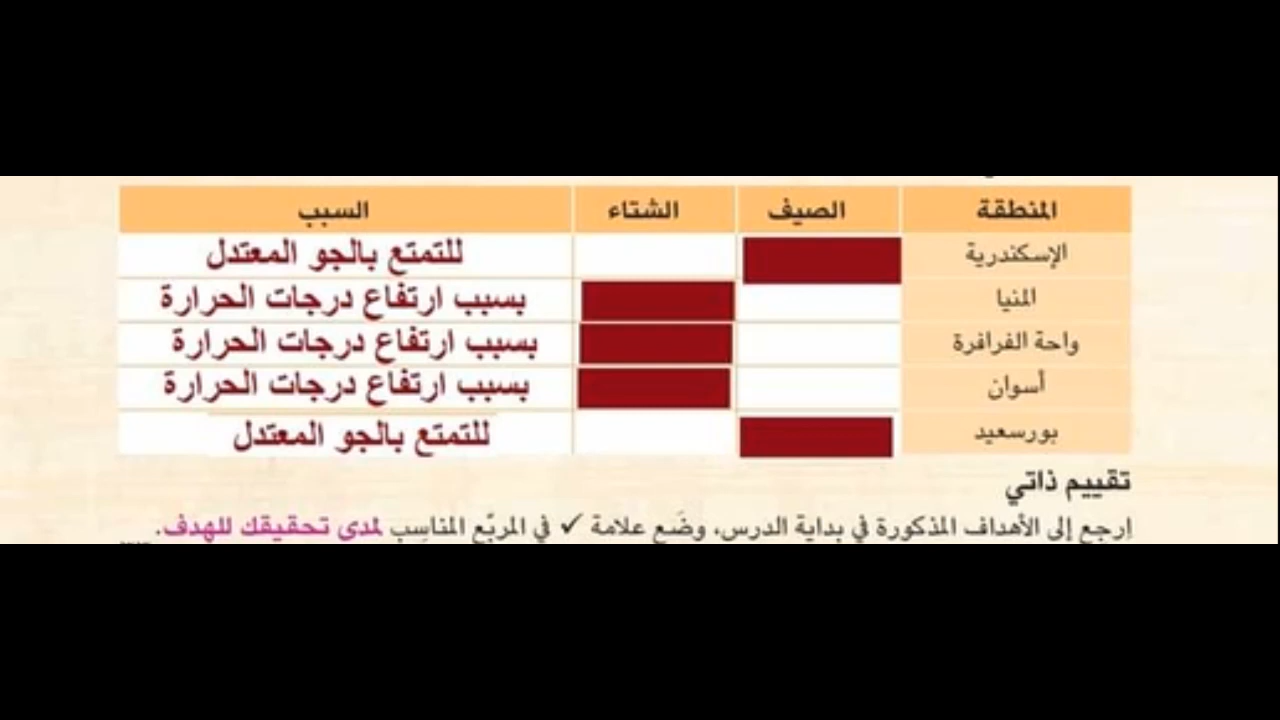 المنطقة الصيف الشتاء السبب
الإسكندرية للتمتع بالجو المعتدل
المنيا بسبب ارتفاع درجات الحرارة
واحة الفرافرة بسبب ارتفاع درجات الحرارة
أسوان بسبب ارتفاع درجات الحرارة
بورسعيد للتمتع بالجو المعتدل
تقييم ذاتي
اِرجع إلى الأهداف المذكورة في بداية الدرس، وضَع علامة ✓ في المربّع المناسِب لمدى تحقيقك للهدف.